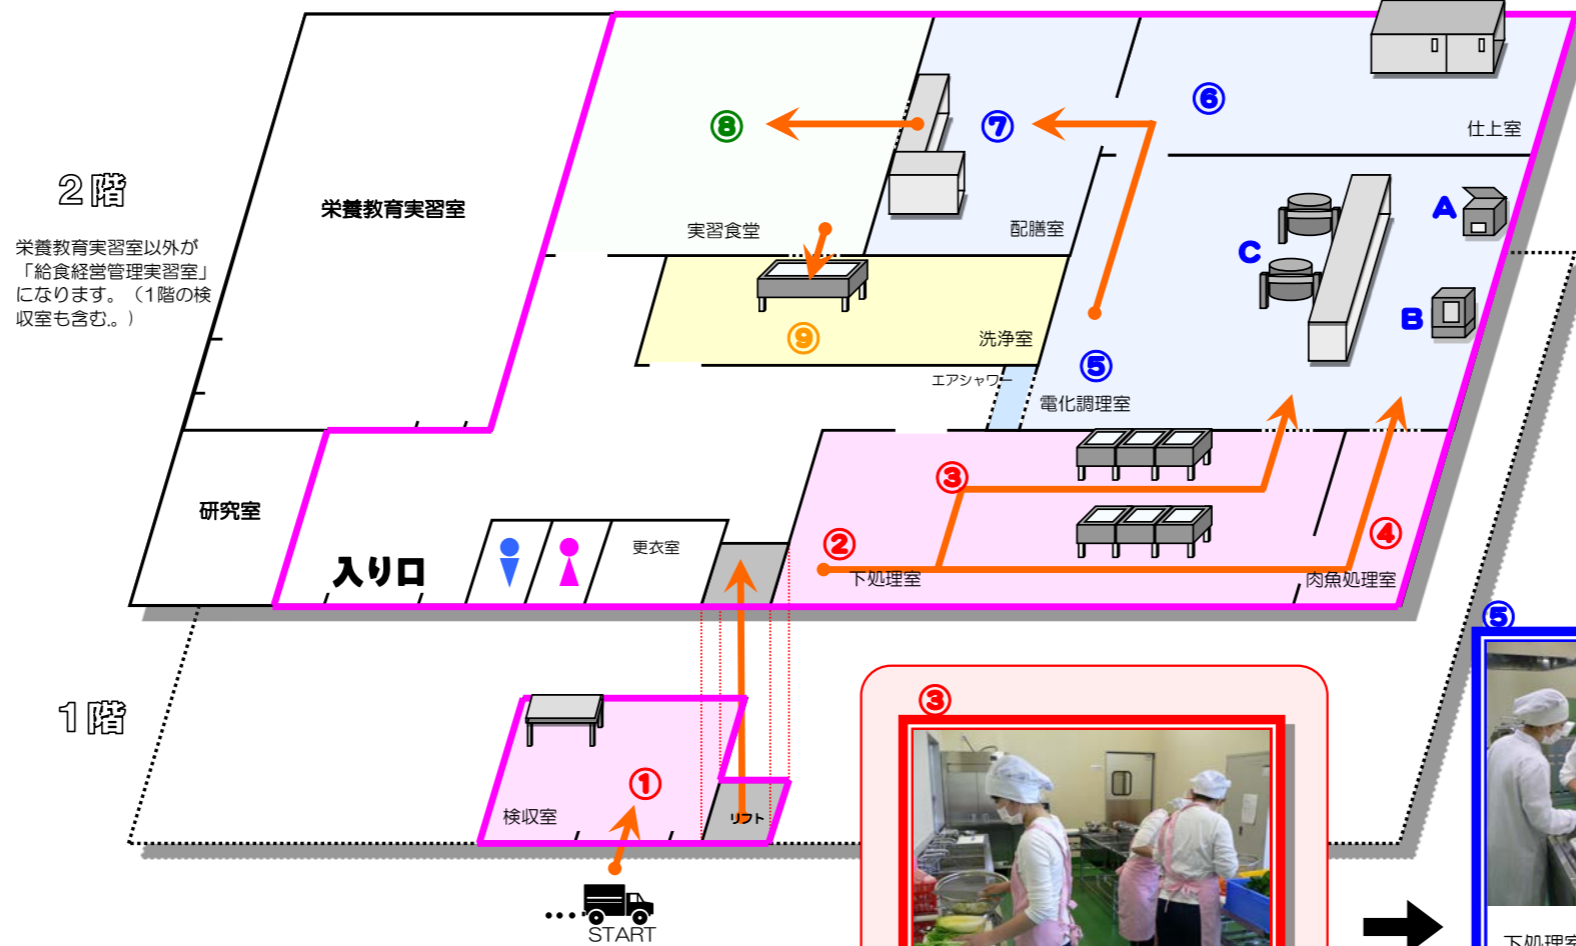 ２階
栄養教育実習室以外が
「給食経営管理実習室」
になります。（1階の検
収室も含む。）
栄養教育実習室
研究室
入り口
更衣室
⑧
⑦
⑥
仕上室
実習食堂
配膳室
A
C
B
⑨
洗浄室
エアシャワー
⑤
電化調理室
③
②
下処理室
④
肉魚処理室
１階
①
検収室
リフト
START
③
⑤
下処理室